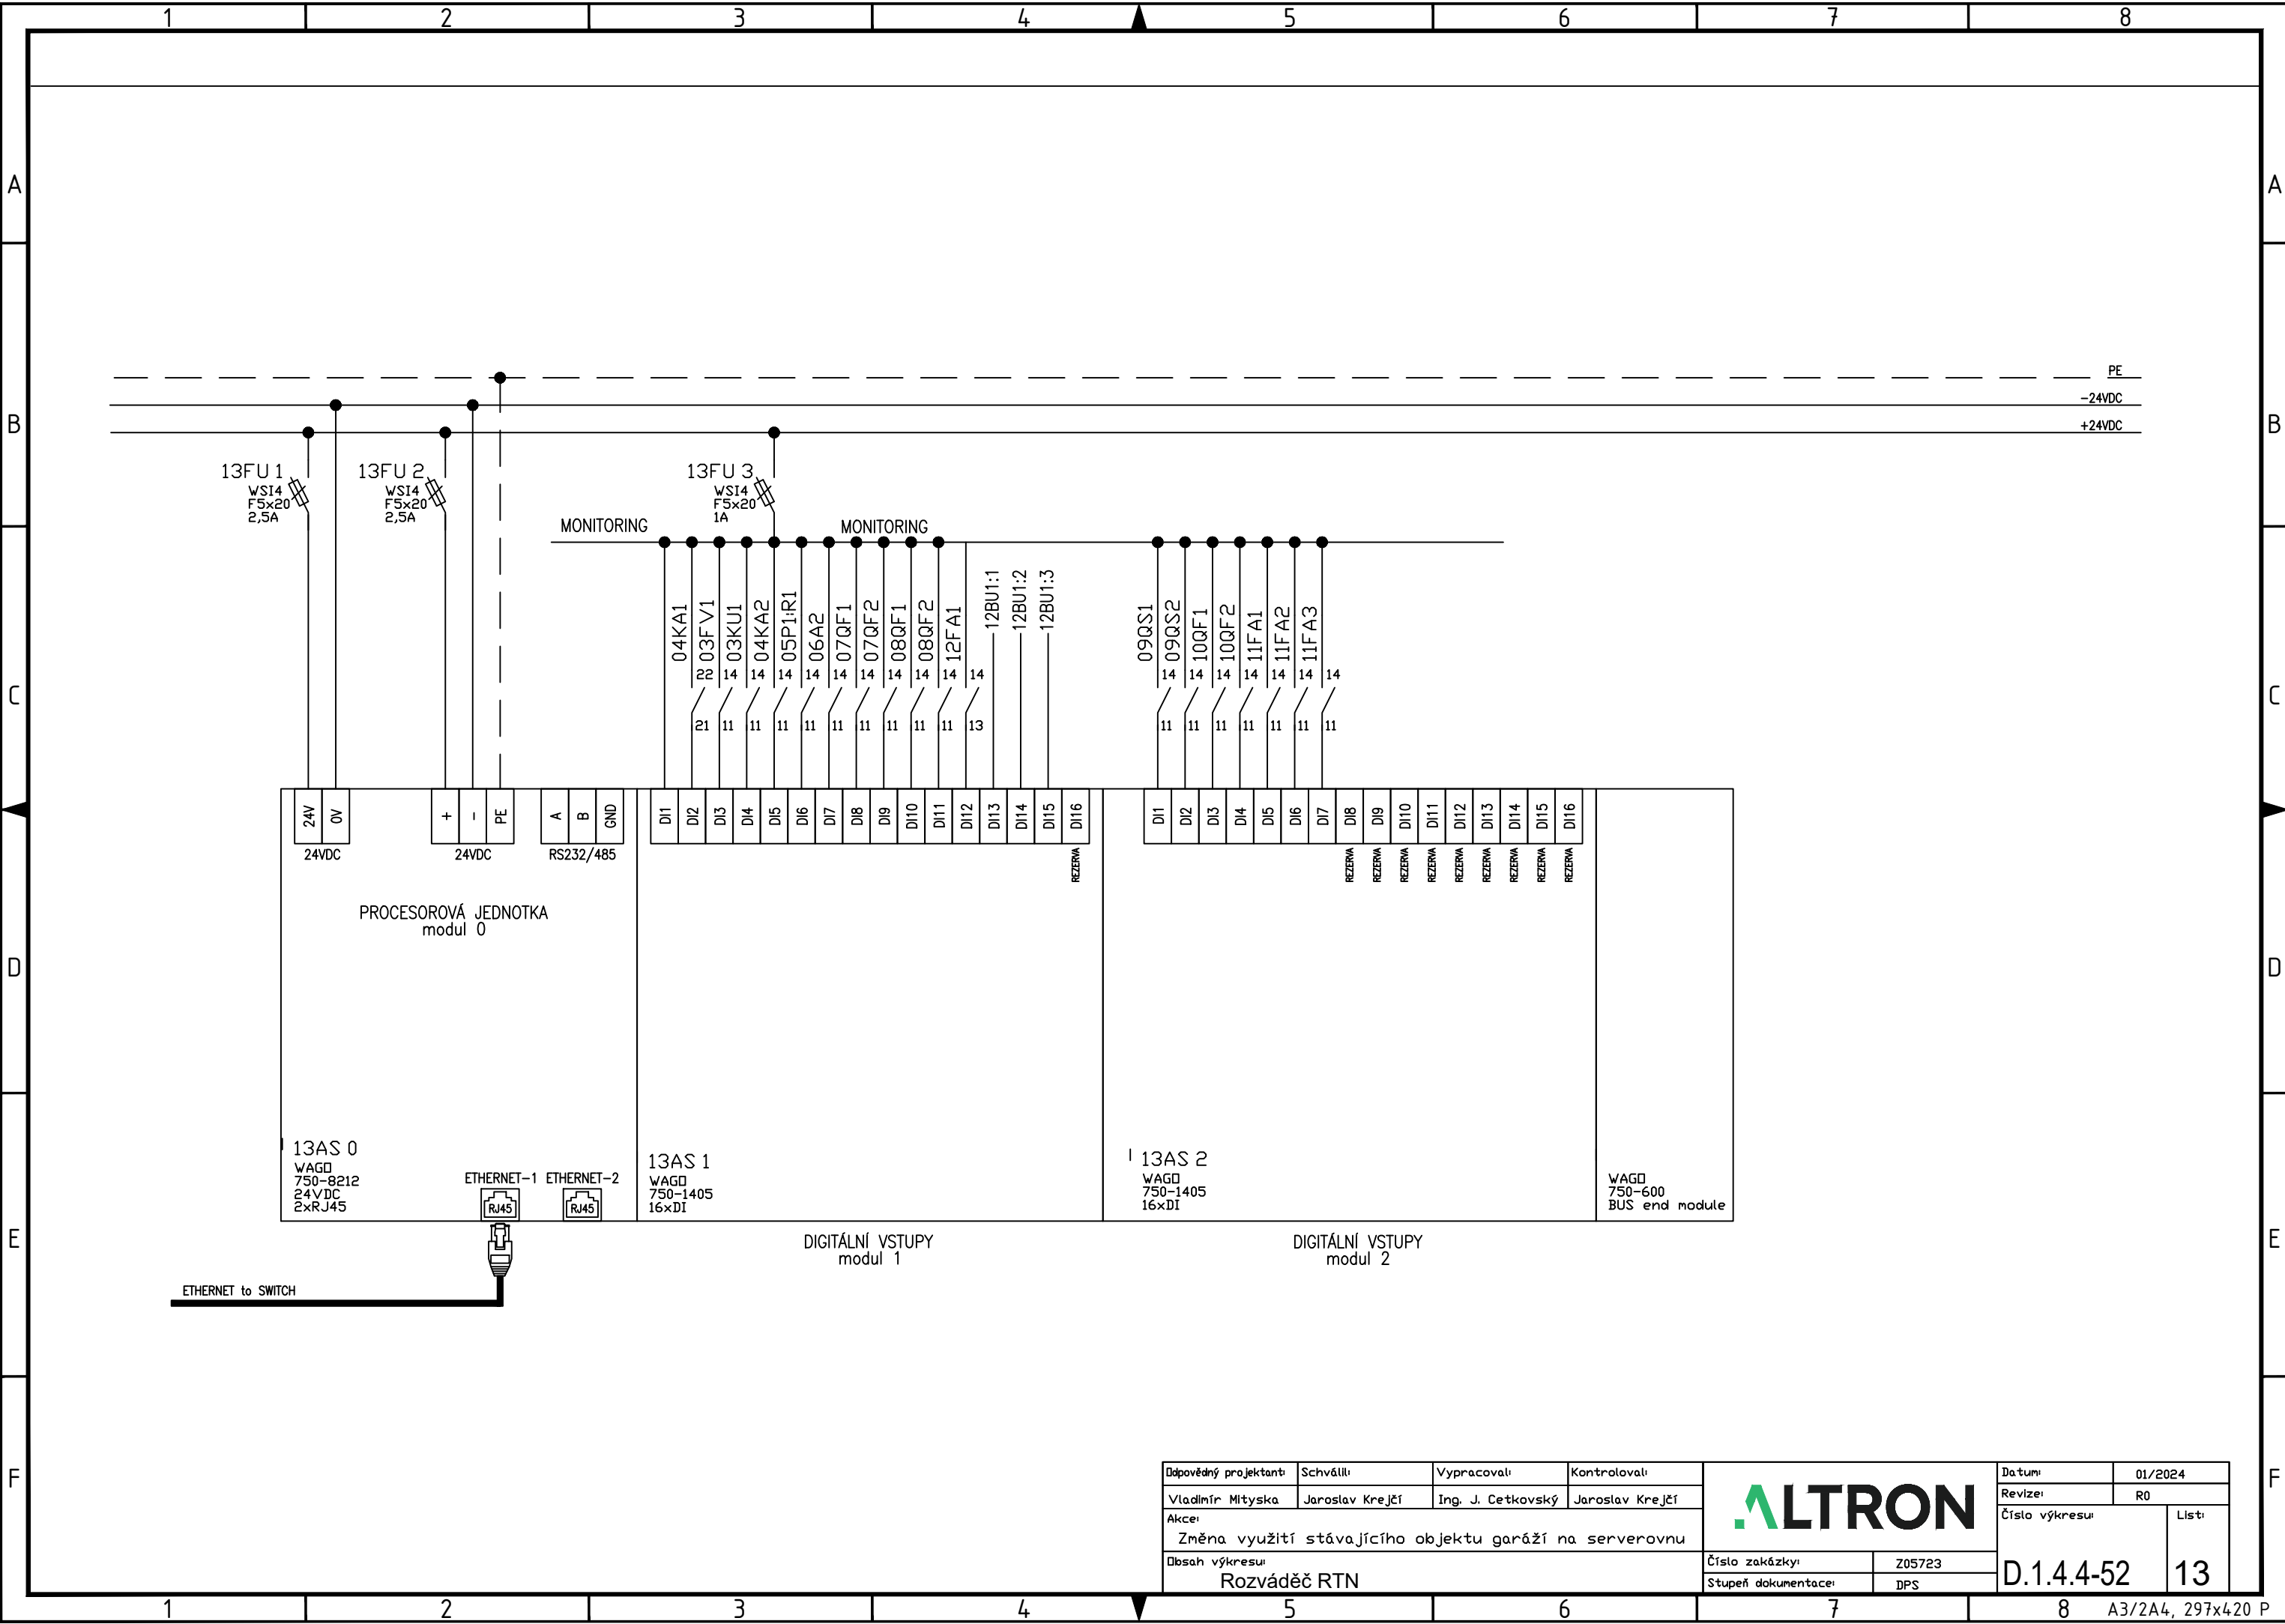 1 2 3 4 5 6 7 8
A A
PE
-24VDC
B B
+24VDC
13FU 1 13FU 2 13FU 3
WSI4 WSI4 WSI4
F5x20 F5x20 F5x20
2,5A 2,5A 1A
MONITORING MONITORING
04KA1 03FV1 03KU1 04KA2 05P1:R1 06A2 07QF1 07QF2 08QF1 08QF2 12FA1 12BU1:1 12BU1:2 12BU1:3 09QS1 09QS2 10QF1 10QF2 11FA1 11FA2 11FA3
22 14 14 14 14 14 14 14 14 14 14 14 14 14 14 14 14 14
C C
21 11 11 11 11 11 11 11 11 11 13 11 11 11 11 11 11 11
24V 0V + - PE A B GND DI1 DI2 DI3 DI4 DI5 DI6 DI7 DI8 DI9 DI10 DI11 DI12 DI13 DI14 DI15 DI16 DI1 DI2 DI3 DI4 DI5 DI6 DI7 DI8 DI9 DI10 DI11 DI12 DI13 DI14 DI15 DI16
24VDC 24VDC RS232/485
REZERVA REZERVA REZERVA REZERVA REZERVA REZERVA REZERVA REZERVA REZERVA REZERVA
PROCESOROVÁ JEDNOTKA
modul 0
D D
13AS 0
WAGO
750-8212
24VDC
2xRJ45
ETHERNET-1 ETHERNET-2
RJ45 RJ45
13AS 1
WAGO
750-1405
16xDI
13AS 2
WAGO
750-1405
16xDI
WAGO
750-600
BUS end module
E E
DIGITÁLNÍ VSTUPY
modul 1
DIGITÁLNÍ VSTUPY
modul 2
ETHERNET to SWITCH
F F
Odpovědný projektant: Schválil: Vypracoval: Kontroloval:
Vladimír Mityska Jaroslav Krejčí Ing. J. Cetkovský Jaroslav Krejčí
Akce:
Změna využití stávajícího objektu garáží na serverovnu
Obsah výkresu:
Rozváděč RTN
ALTRON
Číslo zakázky: Z05723
Stupeň dokumentace: DPS
Datum: 01/2024
Revize: R0
Číslo výkresu: List:
D.1.4.4-52 13
1 2 3 4 5 6 7 8
A3/2A4, 297x420 P